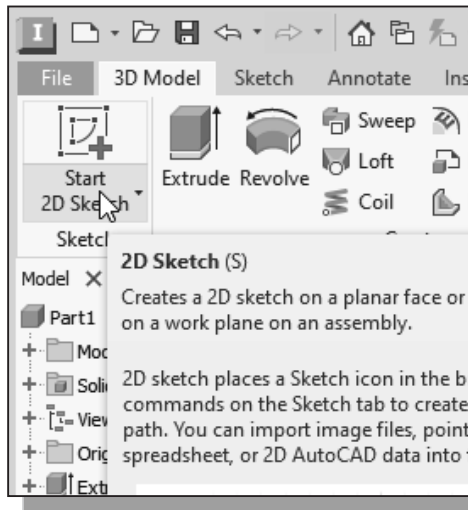 I
File 3D Model Sketch Annotate
Start
2D Sketch
Extrude Revolve
Sweep
Loft
Coil
Model
Part1
2D Sketch (S)
Creates a 2D sketch on a planar face or
on a work plane on an assembly.
2D sketch places a Sketch icon in the b
commands on the Sketch tab to create
path. You can import image files, point
spreadsheet, or 2D AutoCAD data into